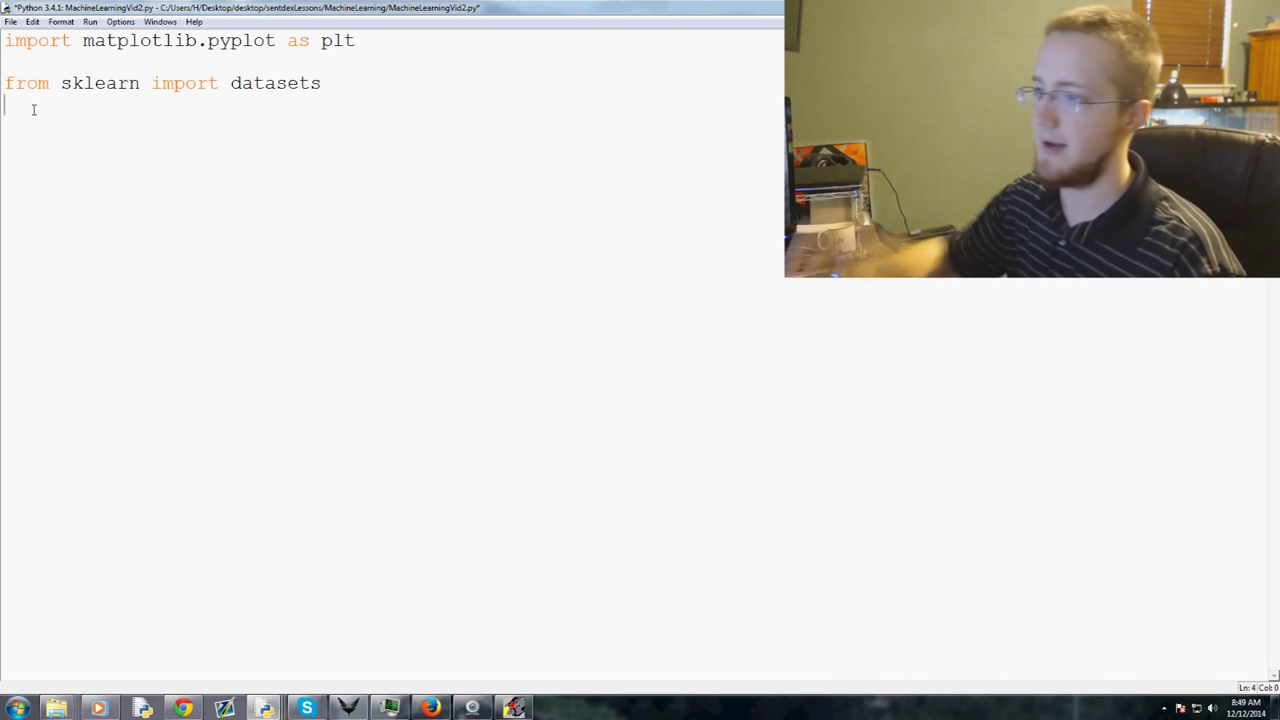 *Python 3.4.1: MachineLearningVid2.py - C:/Users/H/Desktop/desktop/sentdexLessons/MachineLearning/MachineLearningVid2.py*
File Edit Format Run Options Windows Help
import matplotlib.pyplot as plt
from sklearn import datasets
Ln: 4 Col: 0
8:49 AM
12/12/2014